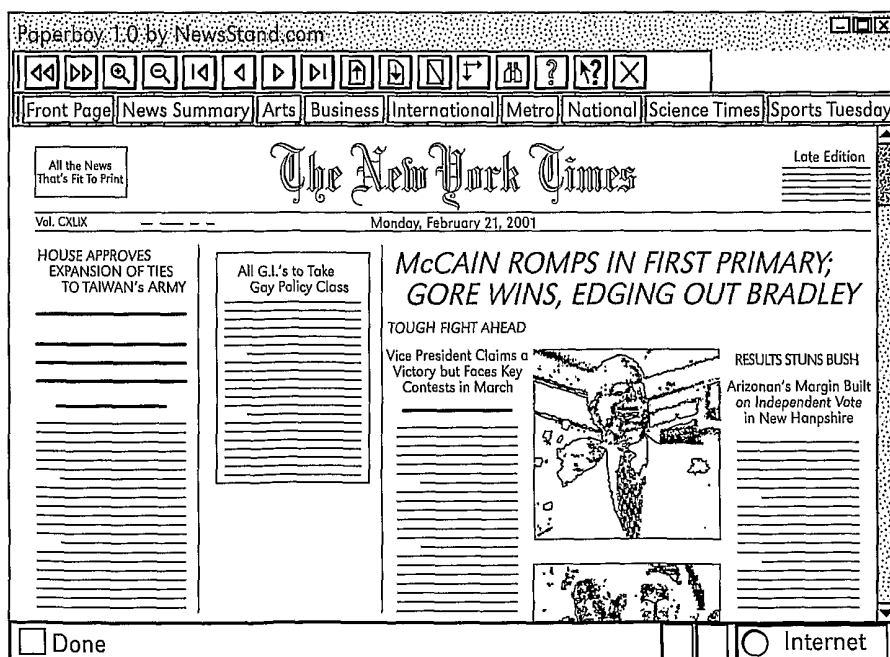 Paperboy 1.0 by NewsStand.com
Front Page News Summary Arts Business International Metro National Science Times Sports Tuesday
All the News
That's Fit To Print
The New York Times
Late Edition
Vol. CXLIX
Monday, February 21, 2001
HOUSE APPROVES
EXPANSION OF TIES
TO TAIWAN's ARMY
All G.I.'s to Take
Gay Policy Class
McCAIN ROMPS IN FIRST PRIMARY;
GORE WINS, EDGING OUT BRADLEY
TOUGH FIGHT AHEAD
Vice President Claims a
Victory but Faces Key
Contests in March
RESULTS STUNS BUSH
Arizonan's Margin Built
on Independent Vote
in New Hanpshire
Done
Internet